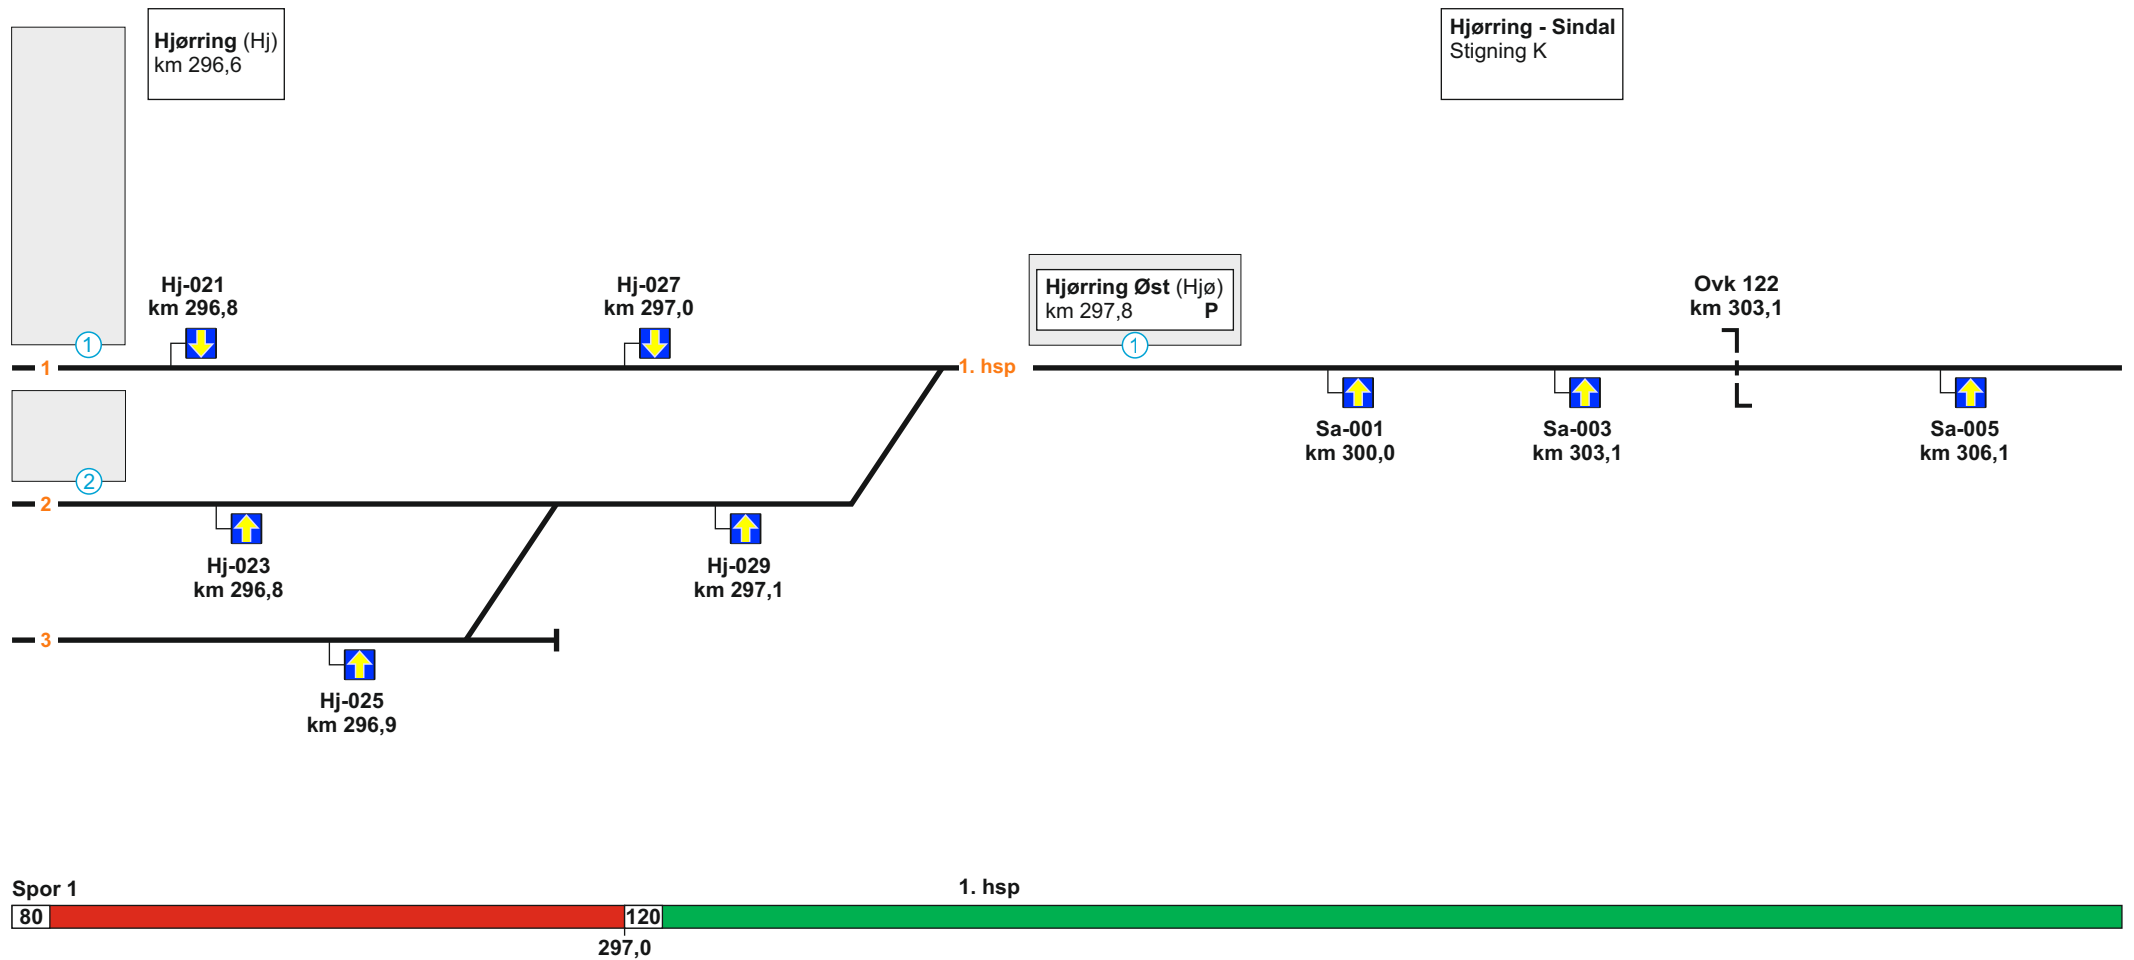 Hjørring (Hj)
km 296,6
Hjørring - Sindal
Stigning K
Hj-021
km 296,8
Hj-027
km 297,0
Hjørring Øst (Hjø)
km 297,8 P
Ovk 122
km 303,1
1
1
1
1. hsp
Sa-001
km 300,0
Sa-003
km 303,1
Sa-005
km 306,1
2
2
Hj-023
km 296,8
Hj-029
km 297,1
3
Hj-025
km 296,9
Spor 1
1. hsp
80
120
297,0